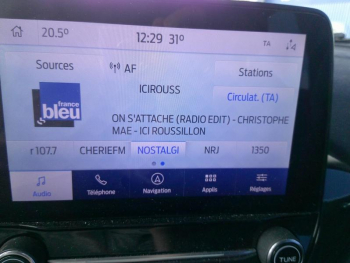 20.5°
12:29 31°
TA
4
Sources
AF
Stations
ICIROUSS
france
bleu
Circulat. (TA)
ON S'ATTACHE (RADIO EDIT) - CHRISTOPHE
MAE - ICI ROUSSILLON
r107.7 CHERIEFM NOSTALGI NRJ 1350
Audio Téléphone Navigation Applis Réglages
TUNE